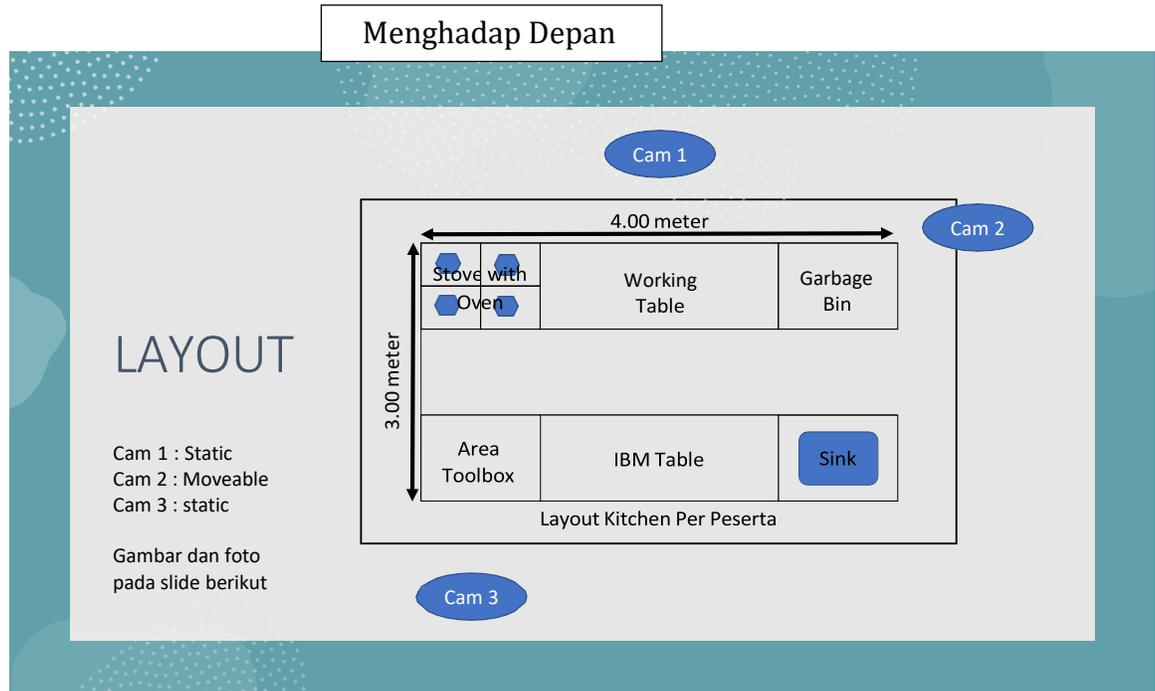 Menghadap Depan
Cam 1
Cam 2
4.00 meter
Stove with
Oven
Working
Table
Garbage
Bin
3.00 meter
LAYOUT
Area
Toolbox
IBM Table
Sink
Layout Kitchen Per Peserta
Cam 1 : Static
Cam 2 : Moveable
Cam 3 : static
Gambar dan foto
pada slide berikut
Cam 3